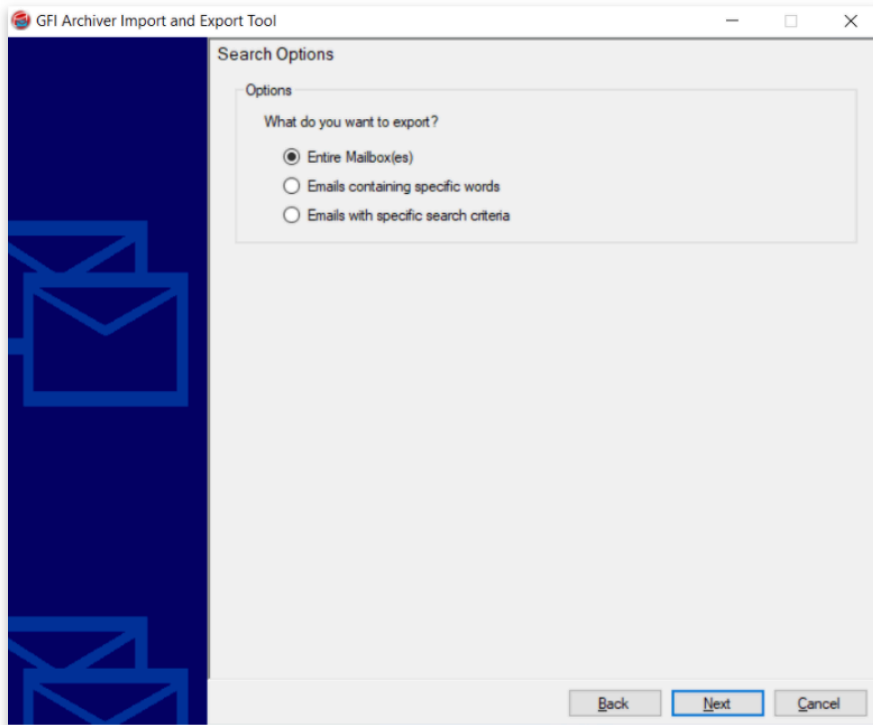 GFI Archiver Import and Export Tool
Search Options
Options
What do you want to export?
Entire Mailbox(es)
Emails containing specific words
Emails with specific search criteria
Back Next Cancel